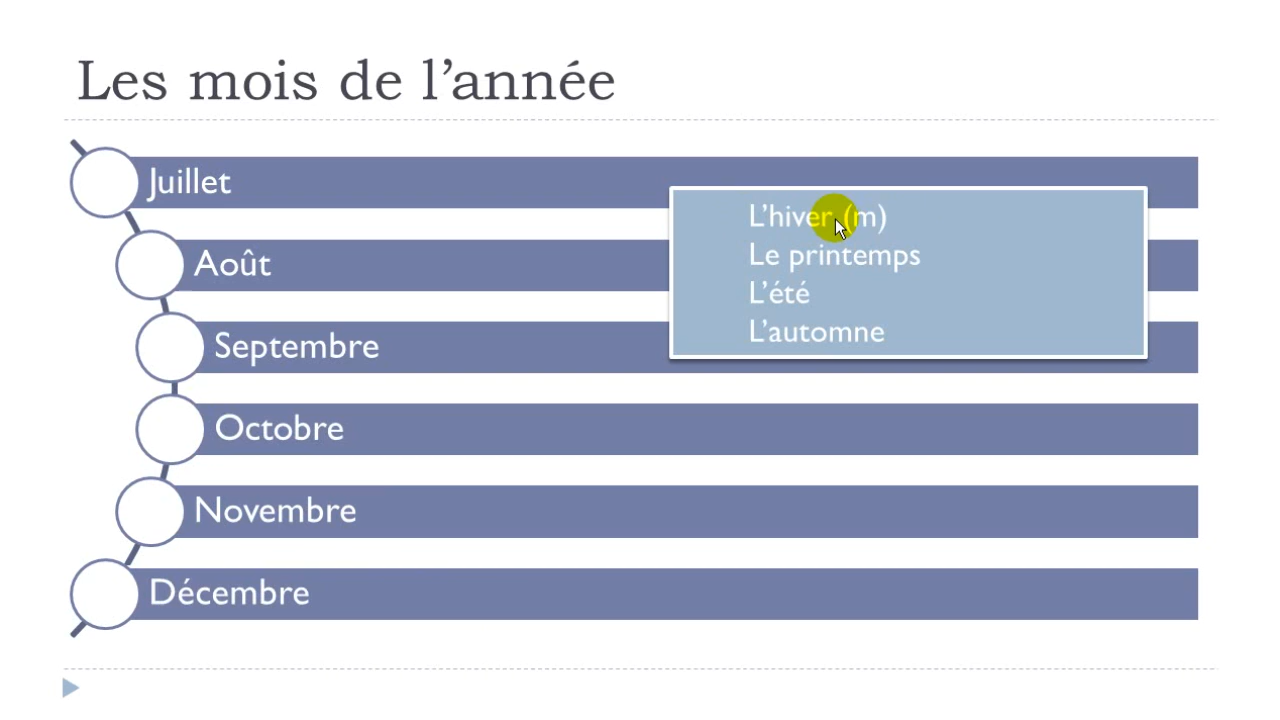 Les mois de l’année
Juillet
Août
Septembre
Octobre
Novembre
Décembre
L’hiver (m)
Le printemps
L’été
L’automne